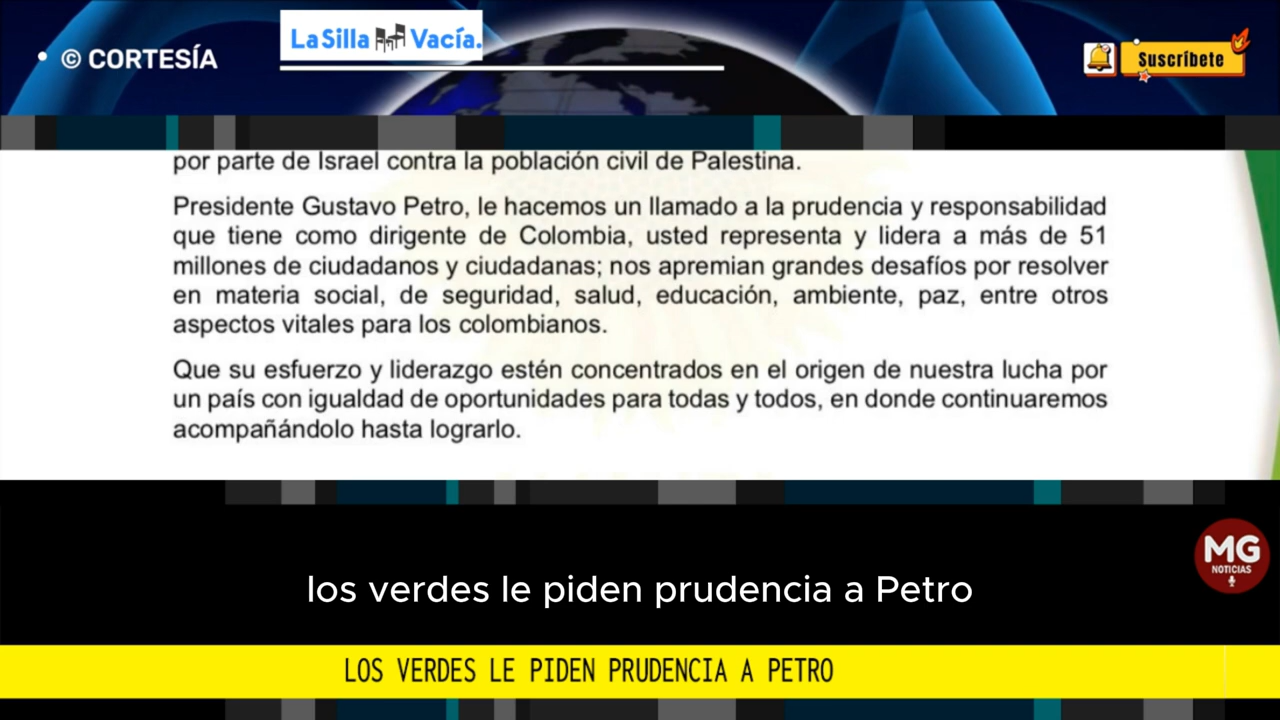 © CORTESÍA
La Silla Vacía.
Suscríbete
por parte de Israel contra la población civil de Palestina.
Presidente Gustavo Petro, le hacemos un llamado a la prudencia y responsabilidad
que tiene como dirigente de Colombia, usted representa y lidera a más de 51
millones de ciudadanos y ciudadanas; nos apremian grandes desafíos por resolver
en materia social, de seguridad, salud, educación, ambiente, paz, entre otros
aspectos vitales para los colombianos.
Que su esfuerzo y liderazgo estén concentrados en el origen de nuestra lucha por
un país con igualdad de oportunidades para todas y todos, en donde continuaremos
acompañándolo hasta lograrlo.
MG
NOTICIAS
los verdes le piden prudencia a Petro
LOS VERDES LE PIDEN PRUDENCIA A PETRO